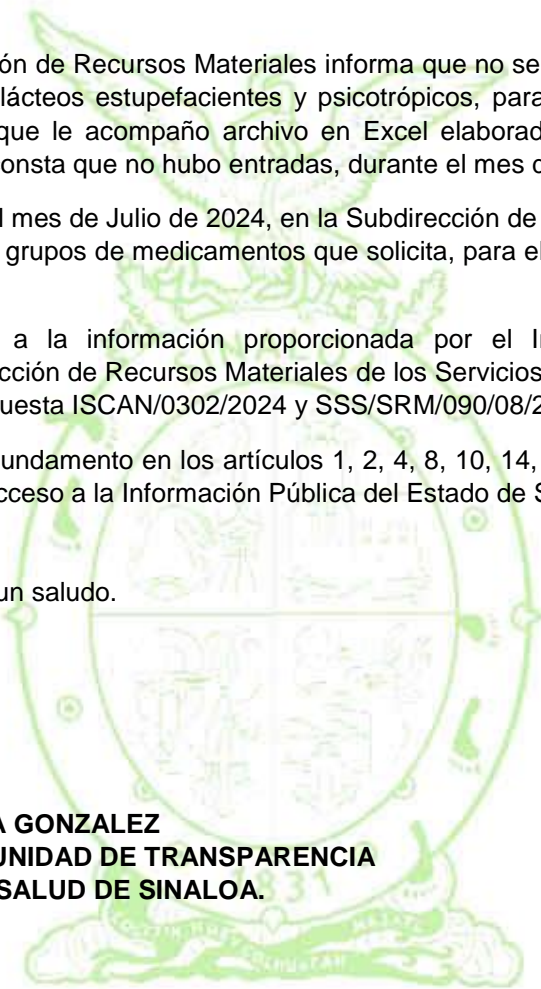 ón de Recursos Materiales informa que no se
lácteos estupefacientes y psicotrópicos, para
que le acompaño archivo en Excel elaborad
onsta que no hubo entradas, durante el mes d
l mes de Julio de 2024, en la Subdirección de
grupos de medicamentos que solicita, para el
a la información proporcionada por el I
cción de Recursos Materiales de los Servicios
uesta ISCAN/0302/2024 y SSS/SRM/090/08/2
undamento en los artículos 1, 2, 4, 8, 10, 14,
cceso a la Información Pública del Estado de S
un saludo.
A GONZALEZ
UNIDAD DE TRANSPARENCIA
SALUD DE SINALOA.
1831